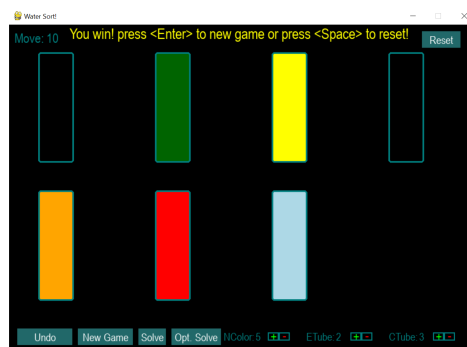 Water Sort!
Move: 10
You win! press <Enter> to new game or press <Space> to reset!
Reset
Undo
New Game
Solve
Opt. Solve
NColor: 5 + -
ETube: 2 + -
CTube: 3 + -